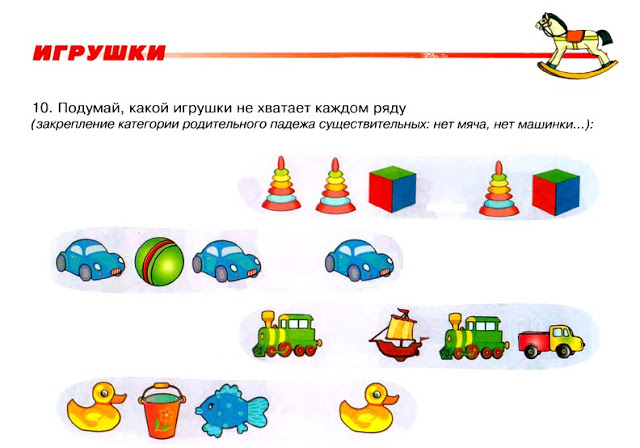 ИГРУШКИ
10. Подумай, какой игрушки не хватает каждом ряду
(закрепление категории родительного падежа существительных: нет мяча, нет машинки...):